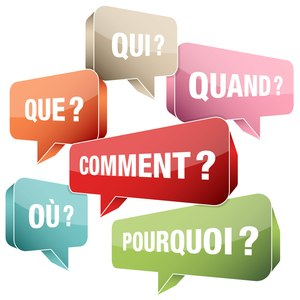 QUI ?
QUAND ?
QUE ?
COMMENT ?
OÙ ?
POURQUOI ?